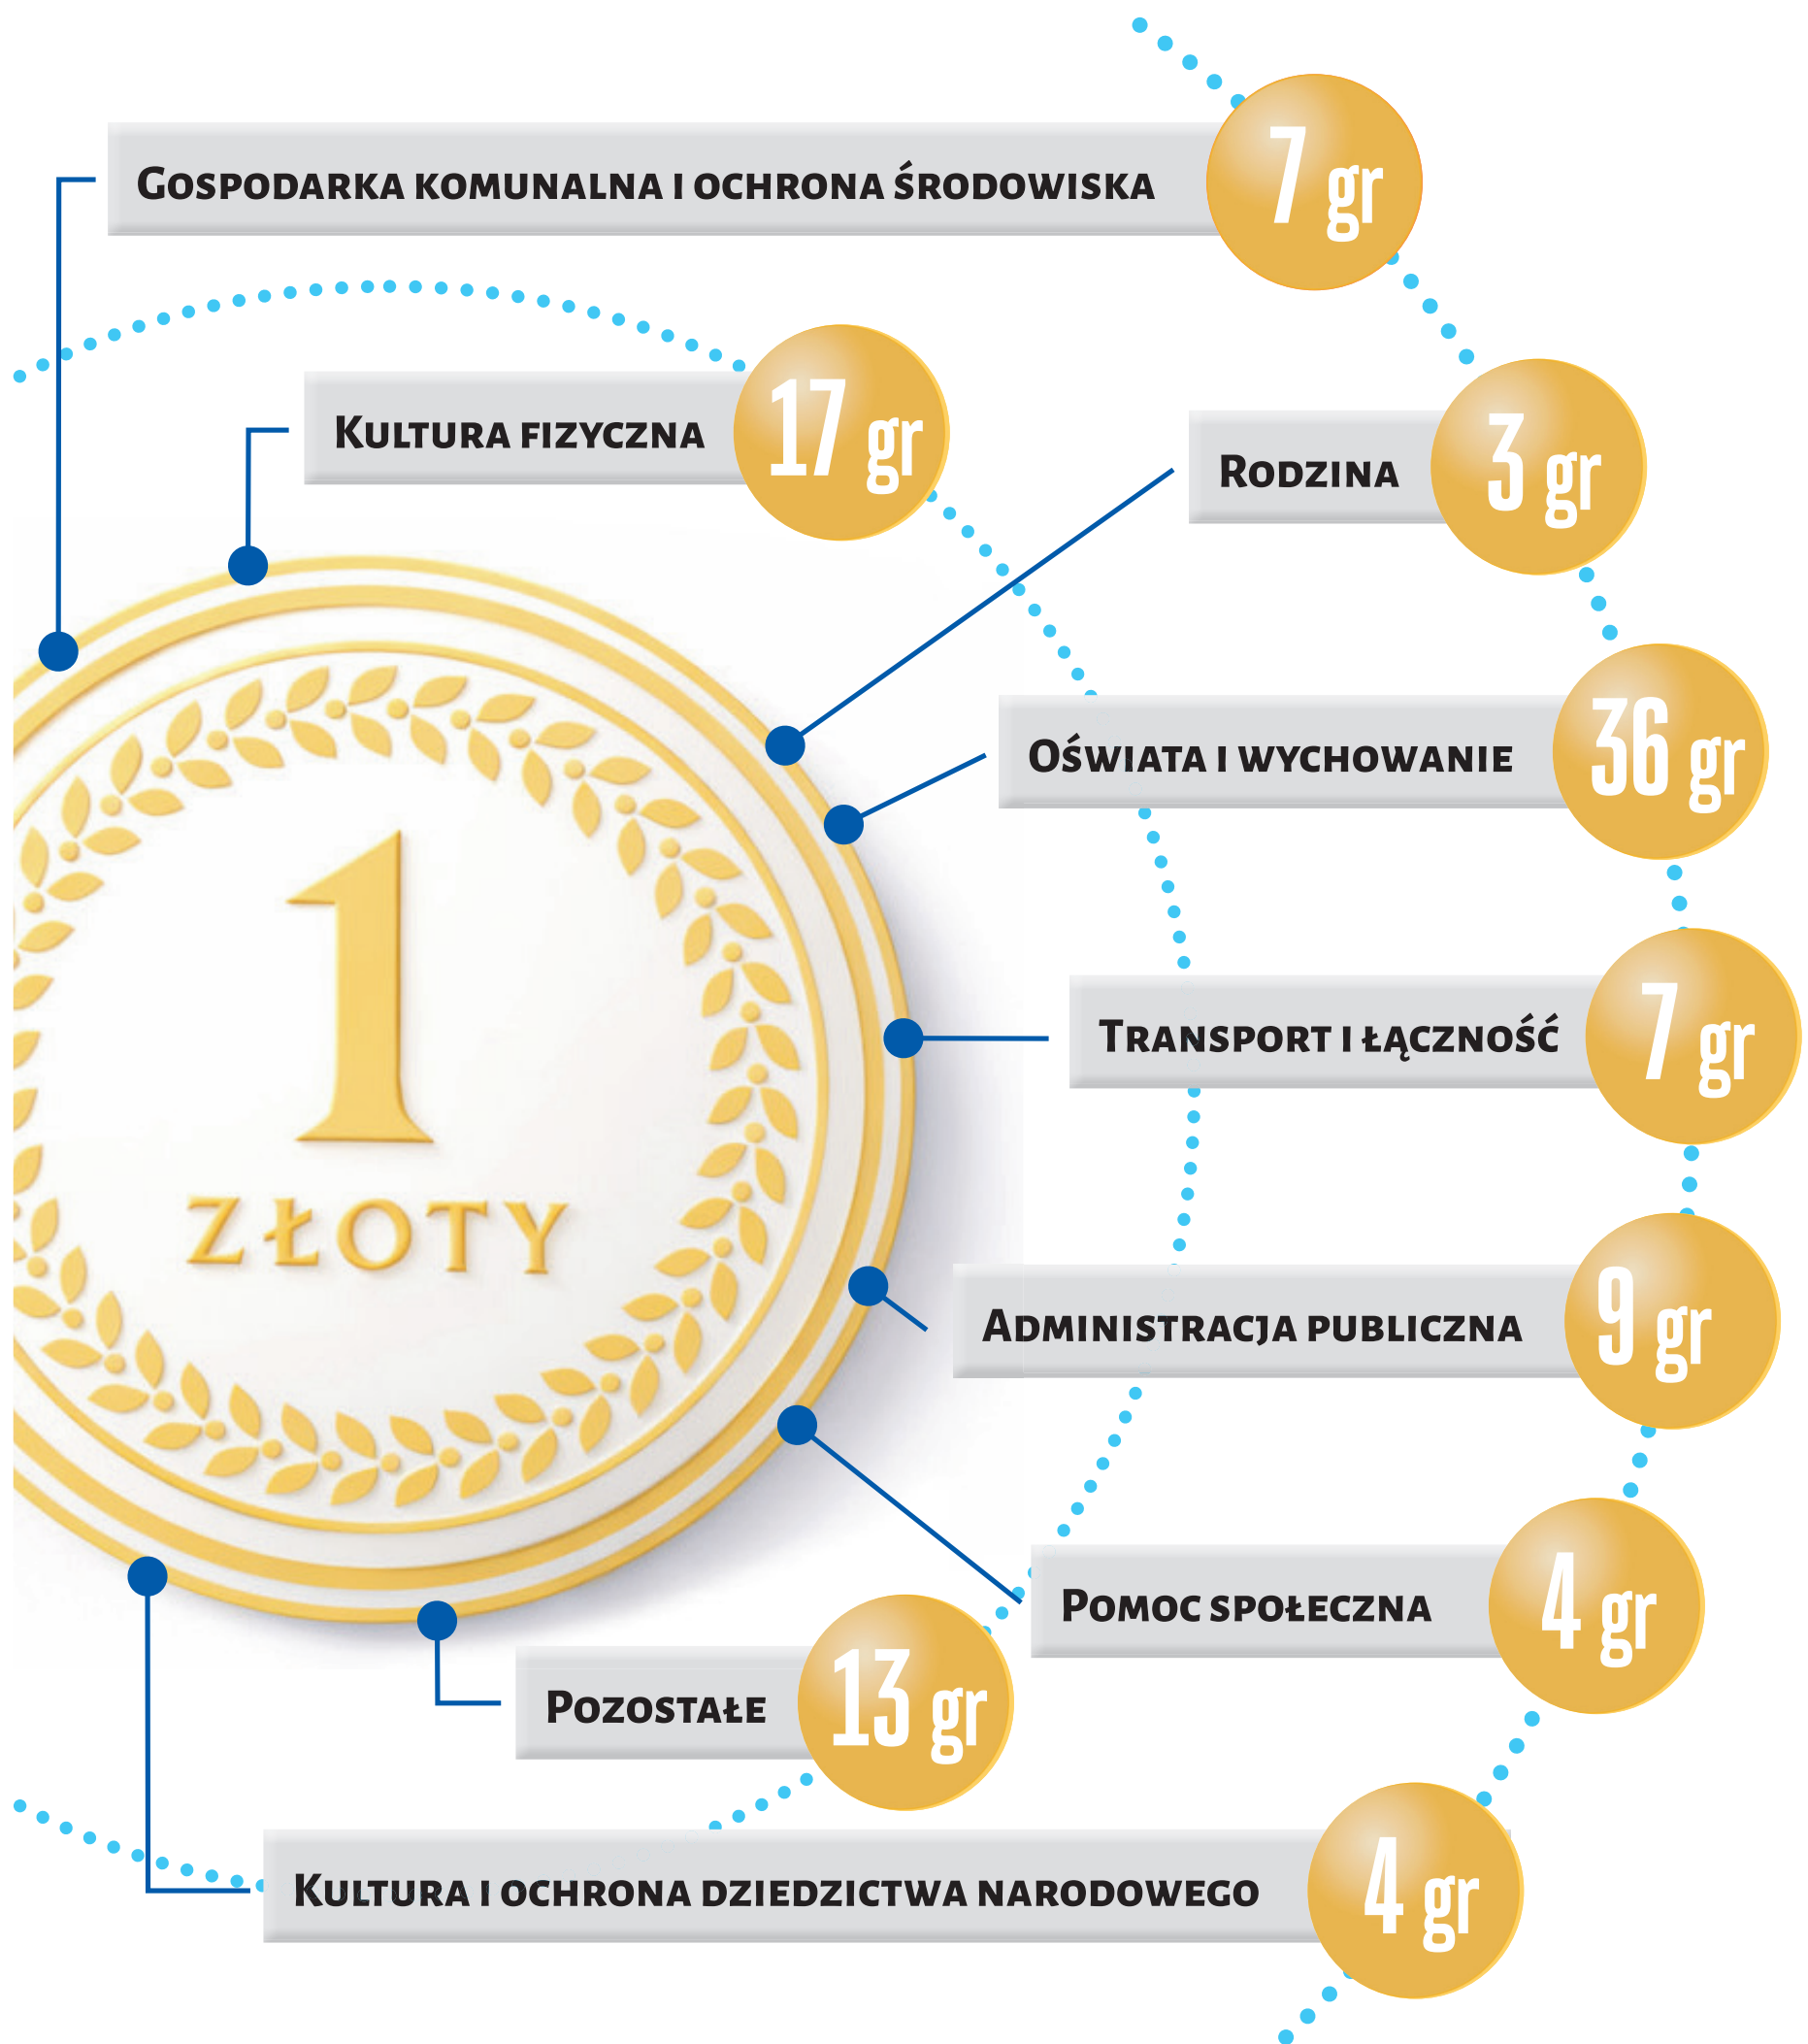 Gospodarka komunalna i ochrona środowiska 7 gr
Kultura fizyczna 17 gr
Rodzina 3 gr
Oświata i wychowanie 36 gr
1
ZŁOTY
Transport i łączność 7 gr
Administracja publiczna 9 gr
Pomoc społeczna 4 gr
Pozostałe 13 gr
Kultura i ochrona dziedzictwa narodowego 4 gr